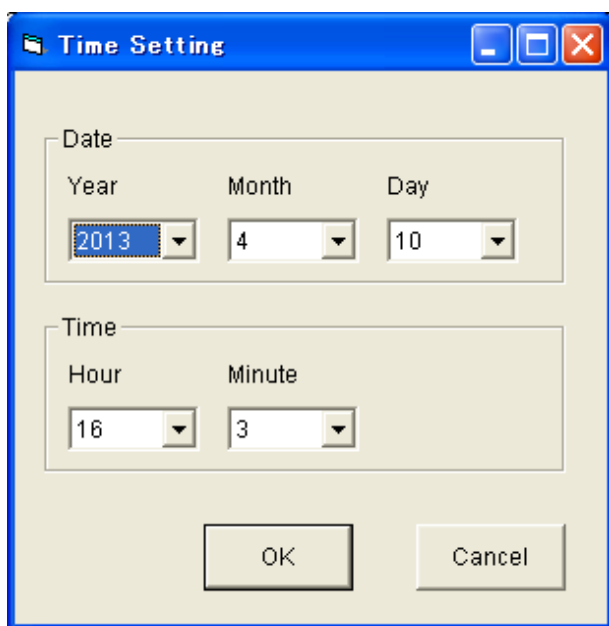 Time Setting
Date
Year Month Day
2013 4 10
Time
Hour Minute
16 3
OK Cancel